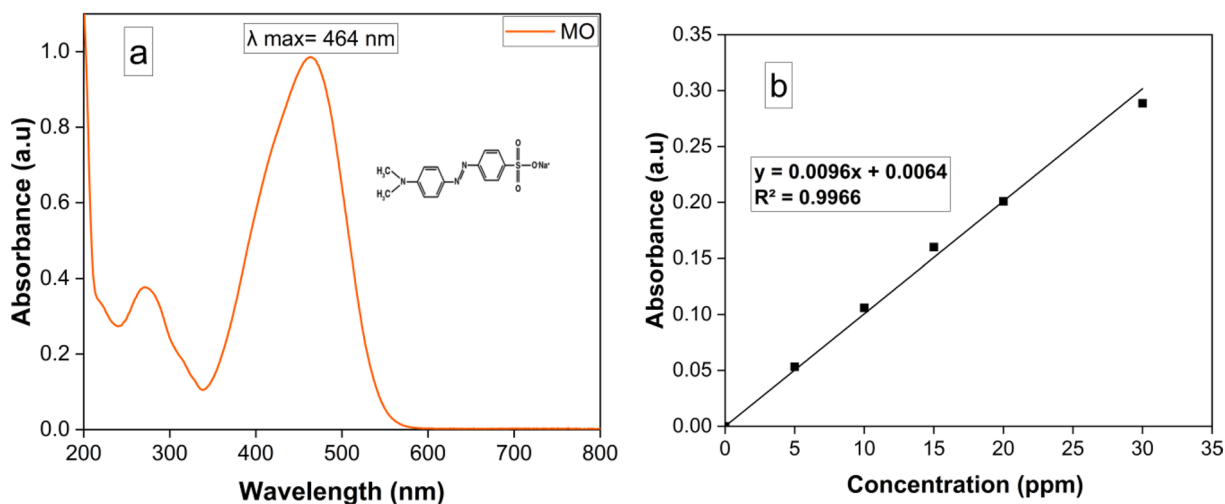 a
λ max= 464 nm
MO
1.0
0.8
0.6
0.4
0.2
0.0
Absorbance (a.u)
H₃C
H₃C
N
N
N
O
S
O
ONa⁺
200 300 400 500 600 700 800
Wavelength (nm)
b
y = 0.0096x + 0.0064
R² = 0.9966
0.35
0.30
0.25
0.20
0.15
0.10
0.05
0.00
Absorbance (a.u)
0 5 10 15 20 25 30 35
Concentration (ppm)